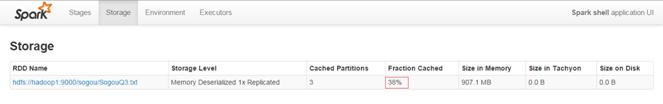 Spark Stages Storage Environment Executors Spark shell application UI
Storage
RDD Name Storage Level Cached Partitions Fraction Cached Size in Memory Size in Tachyon Size on Disk
hdfs://hadoop1:9000/sogou/SogouQ3.txt Memory Deserialized 1x Replicated 3 38% 907.1 MB 0.0 B 0.0 B